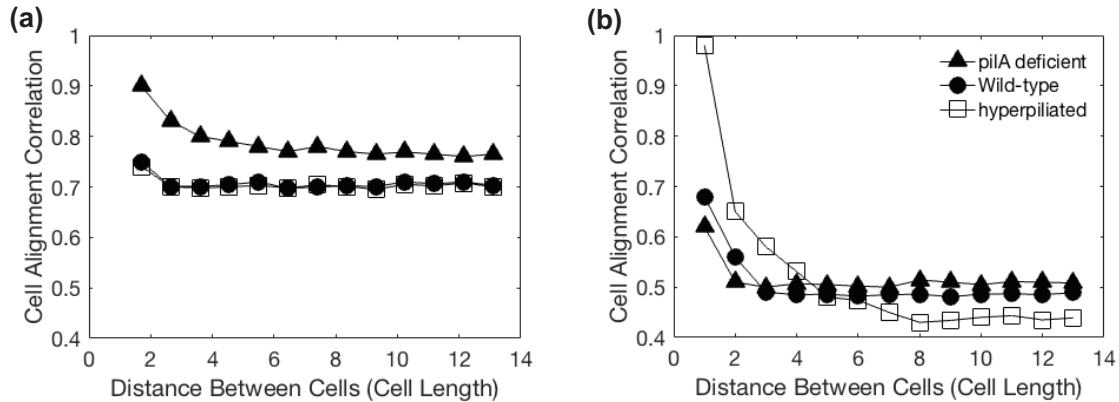 (a)
1
0.9
0.8
0.7
0.6
0.5
0.4
Cell Alignment Correlation
0 2 4 6 8 10 12 14
Distance Between Cells (Cell Length)
(b)
1
0.9
0.8
0.7
0.6
0.5
0.4
Cell Alignment Correlation
pilA deficient
Wild-type
hyperpiliated
0 2 4 6 8 10 12 14
Distance Between Cells (Cell Length)